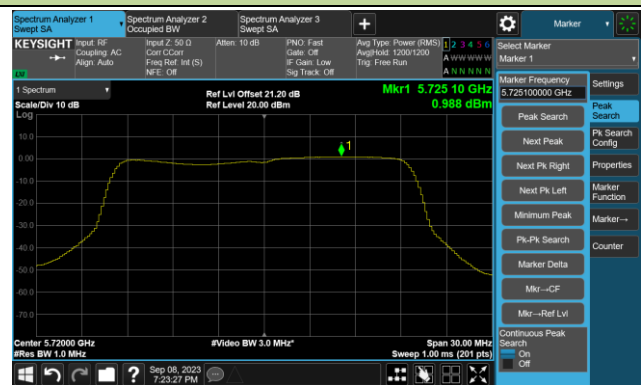 Spectrum Analyzer 1
Swept SA
Spectrum Analyzer 2
Occupied BW
Spectrum Analyzer 3
Swept SA
Marker
KEYSIGHT
Input: RF
Coupling: AC
Align: Auto
Input Z: 50 Ω
Corr CCorr
Freq Ref: Int (S)
NFE: Off
Atten: 10 dB
PNO: Fast
Gate: Off
IF Gain: Low
Sig Track: Off
Avg Type: Power (RMS)
Avg|Hold: 1200/1200
Trig: Free Run
1 2 3 4 5 6
A W W W W W
A N N N N N
Select Marker
Marker 1
1 Spectrum
Scale/Div 10 dB
Log
Ref Lvl Offset 21.20 dB
Ref Level 20.00 dBm
Mkr1 5.725 10 GHz
0.988 dBm
10.0
0.00
-10.0
-20.0
-30.0
-40.0
-50.0
-60.0
-70.0
1
Center 5.72000 GHz
#Res BW 1.0 MHz
#Video BW 3.0 MHz*
Span 30.00 MHz
Sweep 1.00 ms (201 pts)
Marker Frequency
5.725100000 GHz
Peak Search
Next Peak
Next Pk Right
Next Pk Left
Minimum Peak
Pk-Pk Search
Marker Delta
Mkr→CF
Mkr→Ref Lvl
Continuous Peak
Search
On
Off
Settings
Peak
Search
Pk Search
Config
Properties
Marker
Function
Marker→
Counter
Sep 08, 2023
7:23:27 PM